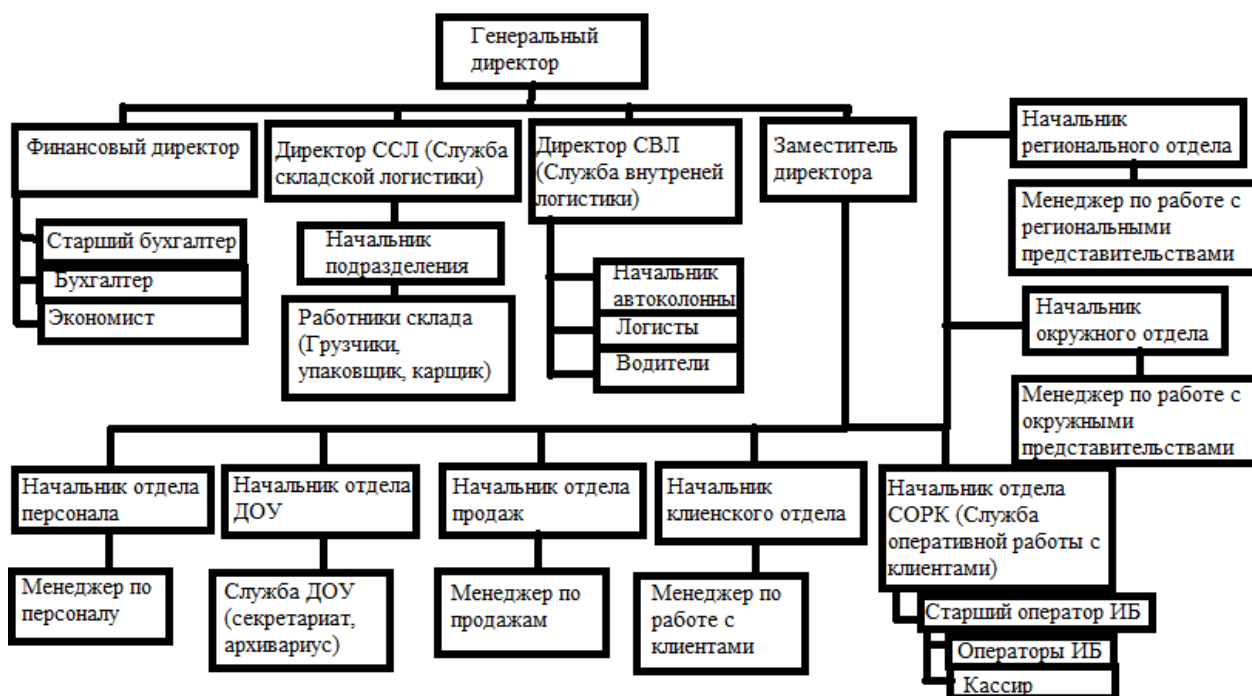 Генеральный
директор
Финансовый директор
Директор ССЛ (Служба
складской логистики)
Директор СВЛ
(Служба внутреней
логистики)
Заместитель
директора
Начальник
регионального отдела
Менеджер по работе с
региональными
представительствами
Старший бухгалтер
Бухгалтер
Экономист
Начальник
подразделения
Работники склада
(Грузчики,
упаковщик, карщик)
Начальник
автоколонны
Логисты
Водители
Начальник
окружного отдела
Менеджер по работе с
окружными
представительствами
Начальник отдела
персонала
Менеджер по
персоналу
Начальник отдела
ДОУ
Служба ДОУ
(секретариат,
архивариус)
Начальник отдела
продаж
Менеджер по
продажам
Начальник
клиенского отдела
Менеджер по
работе с
клиентами
Начальник отдела
СОРК (Служба
оперативной работы с
клиентами)
Старший оператор ИБ
Операторы ИБ
Кассир